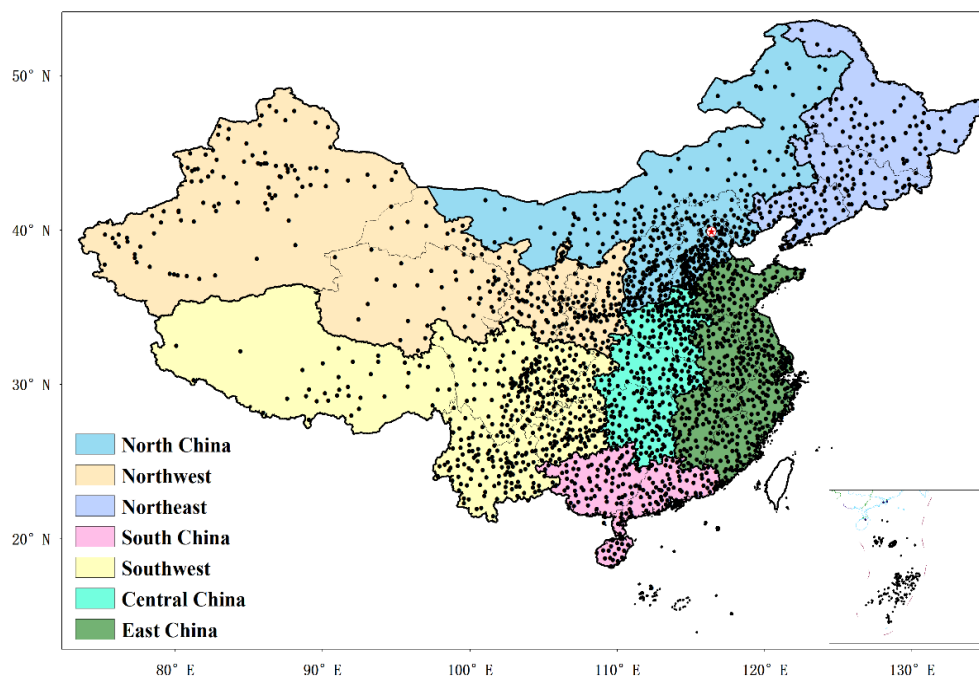 50° N
40° N
30° N
20° N
North China
Northwest
Northeast
South China
Southwest
Central China
East China
80° E
90° E
100° E
110° E
120° E
130° E